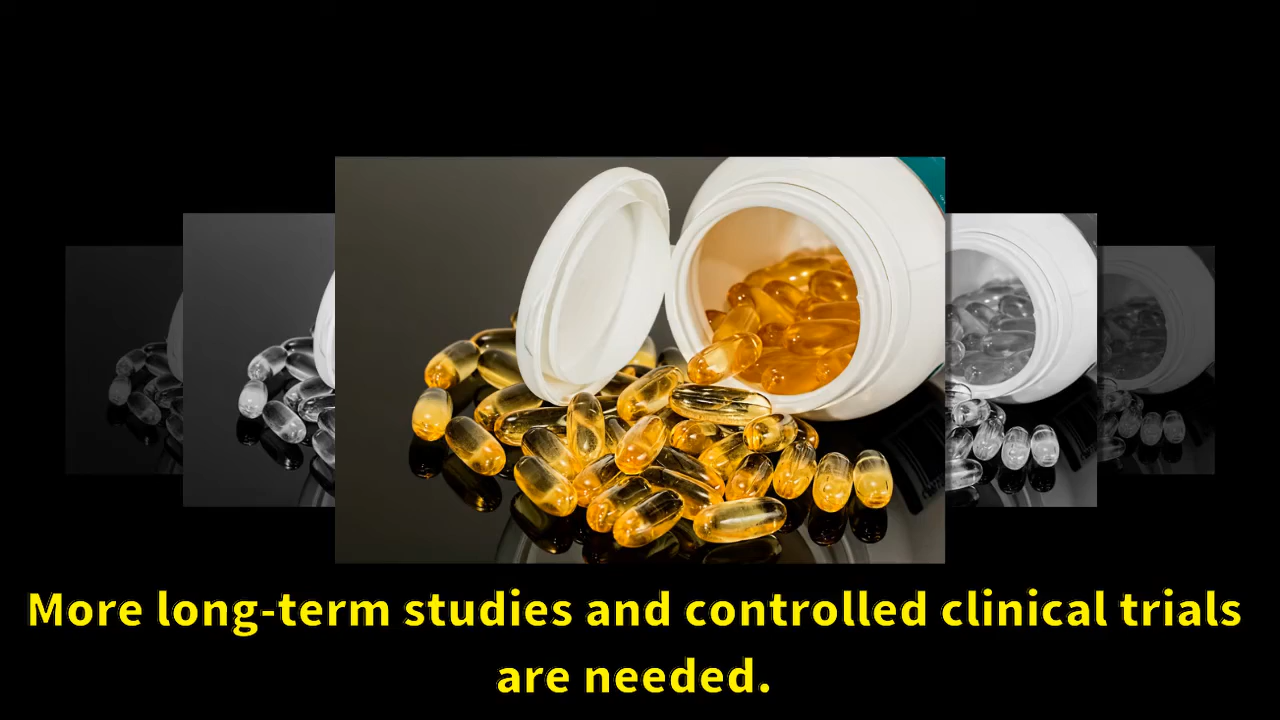 More long-term studies and controlled clinical trials
are needed.